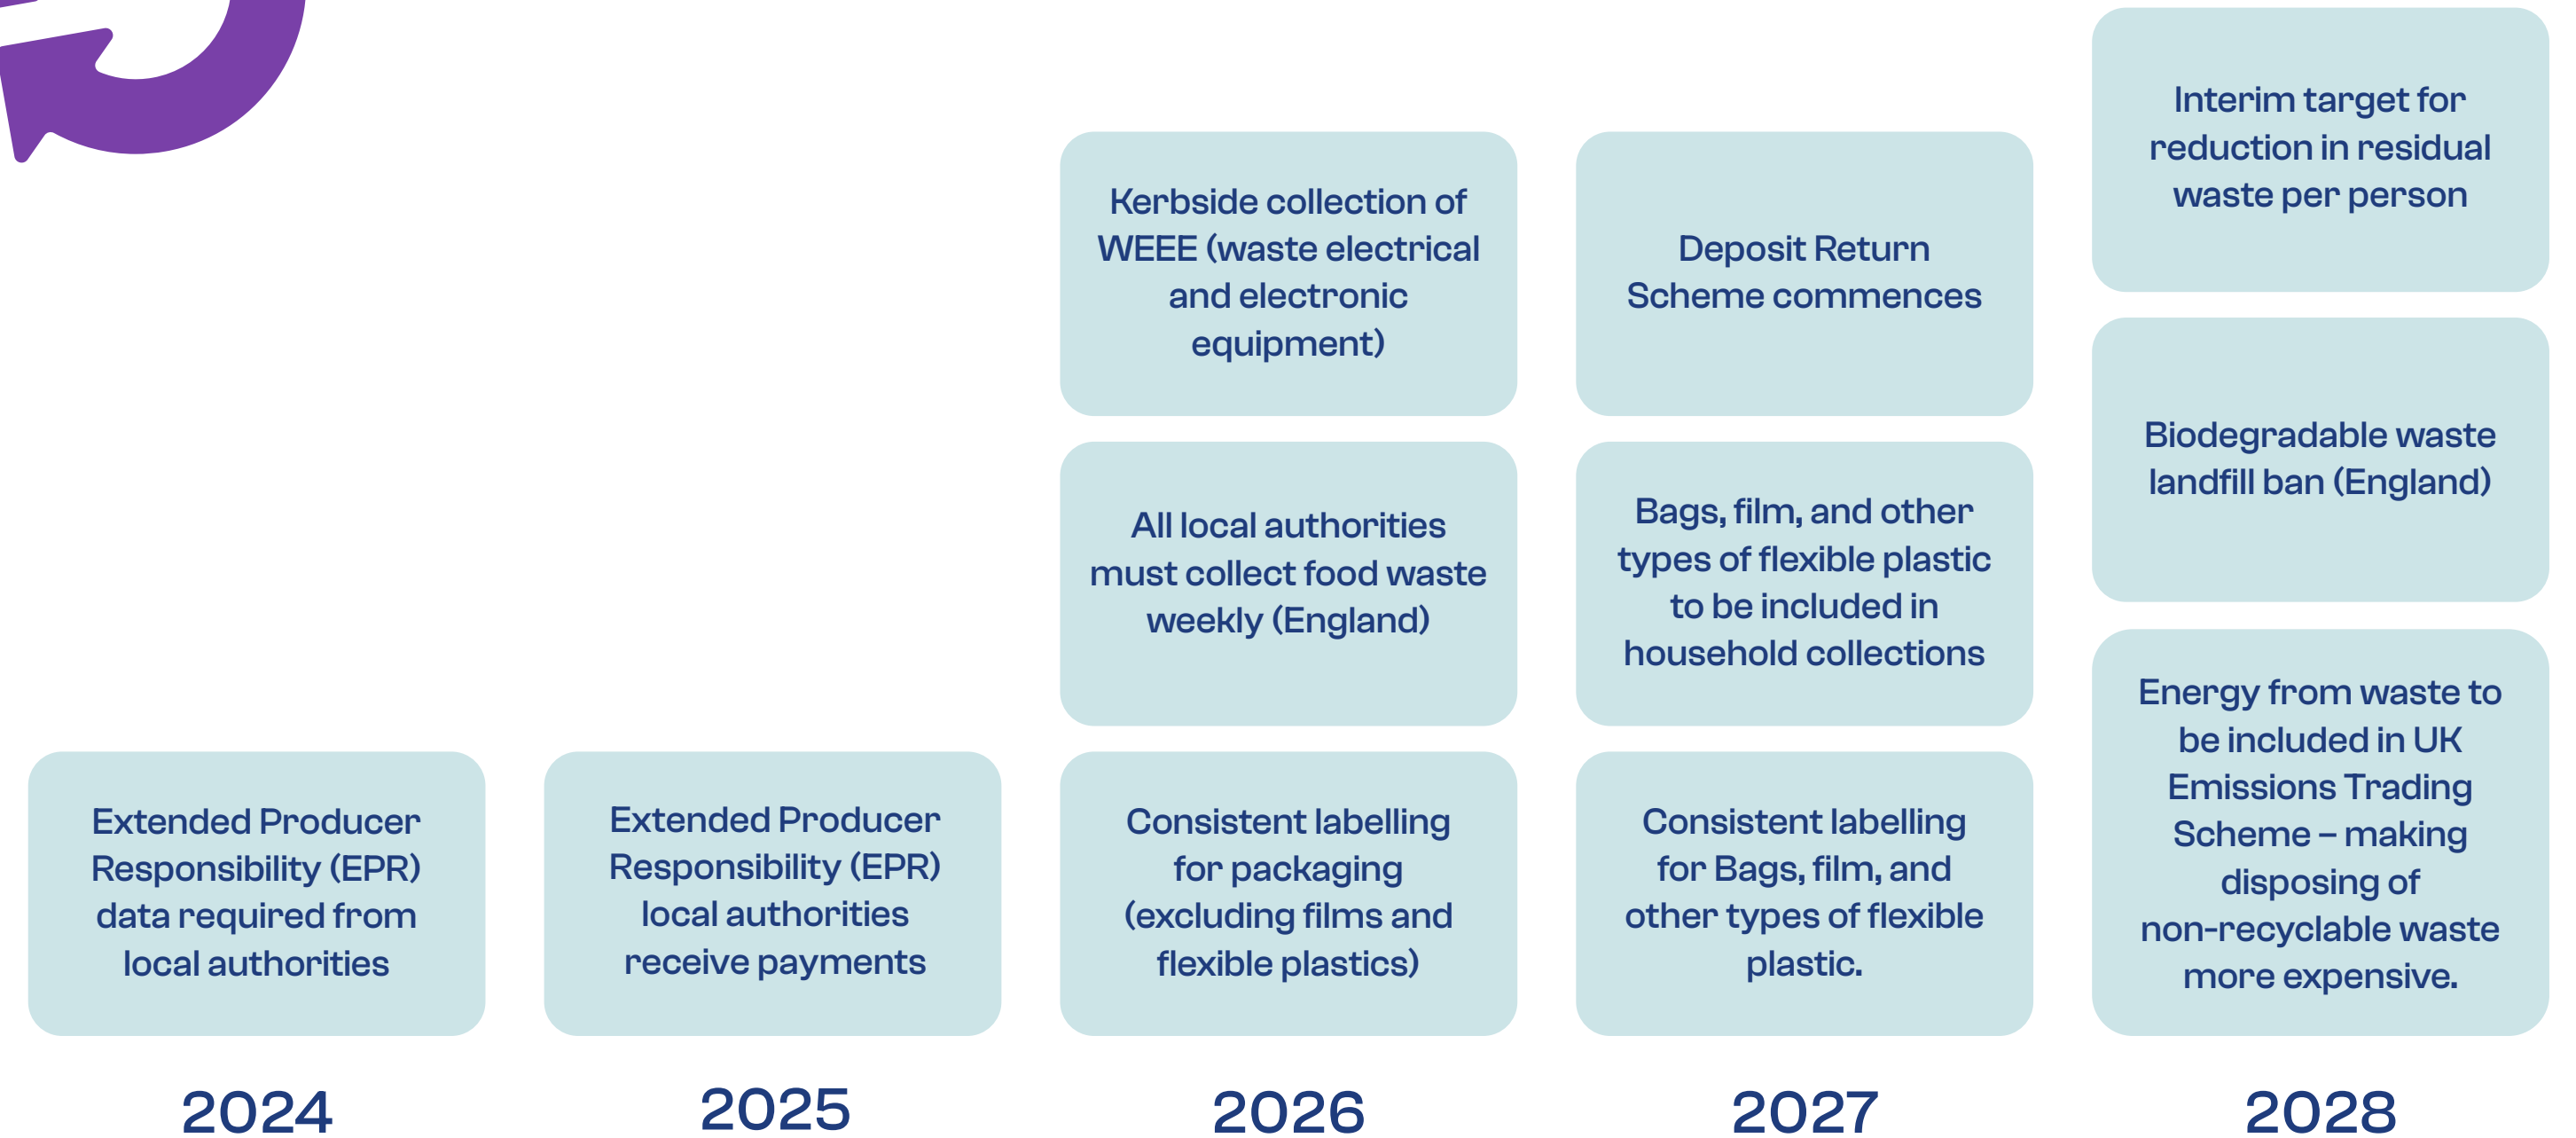 Extended Producer
Responsibility (EPR)
data required from
local authorities
2024
Extended Producer
Responsibility (EPR)
local authorities
receive payments
2025
Kerbside collection of
WEEE (waste electrical
and electronic
equipment)
All local authorities
must collect food waste
weekly (England)
Consistent labelling
for packaging
(excluding films and
flexible plastics)
2026
Deposit Return
Scheme commences
Bags, film, and other
types of flexible plastic
to be included in
household collections
Consistent labelling
for Bags, film, and
other types of flexible
plastic.
2027
Interim target for
reduction in residual
waste per person
Biodegradable waste
landfill ban (England)
Energy from waste to
be included in UK
Emissions Trading
Scheme – making
disposing of
non-recyclable waste
more expensive.
2028